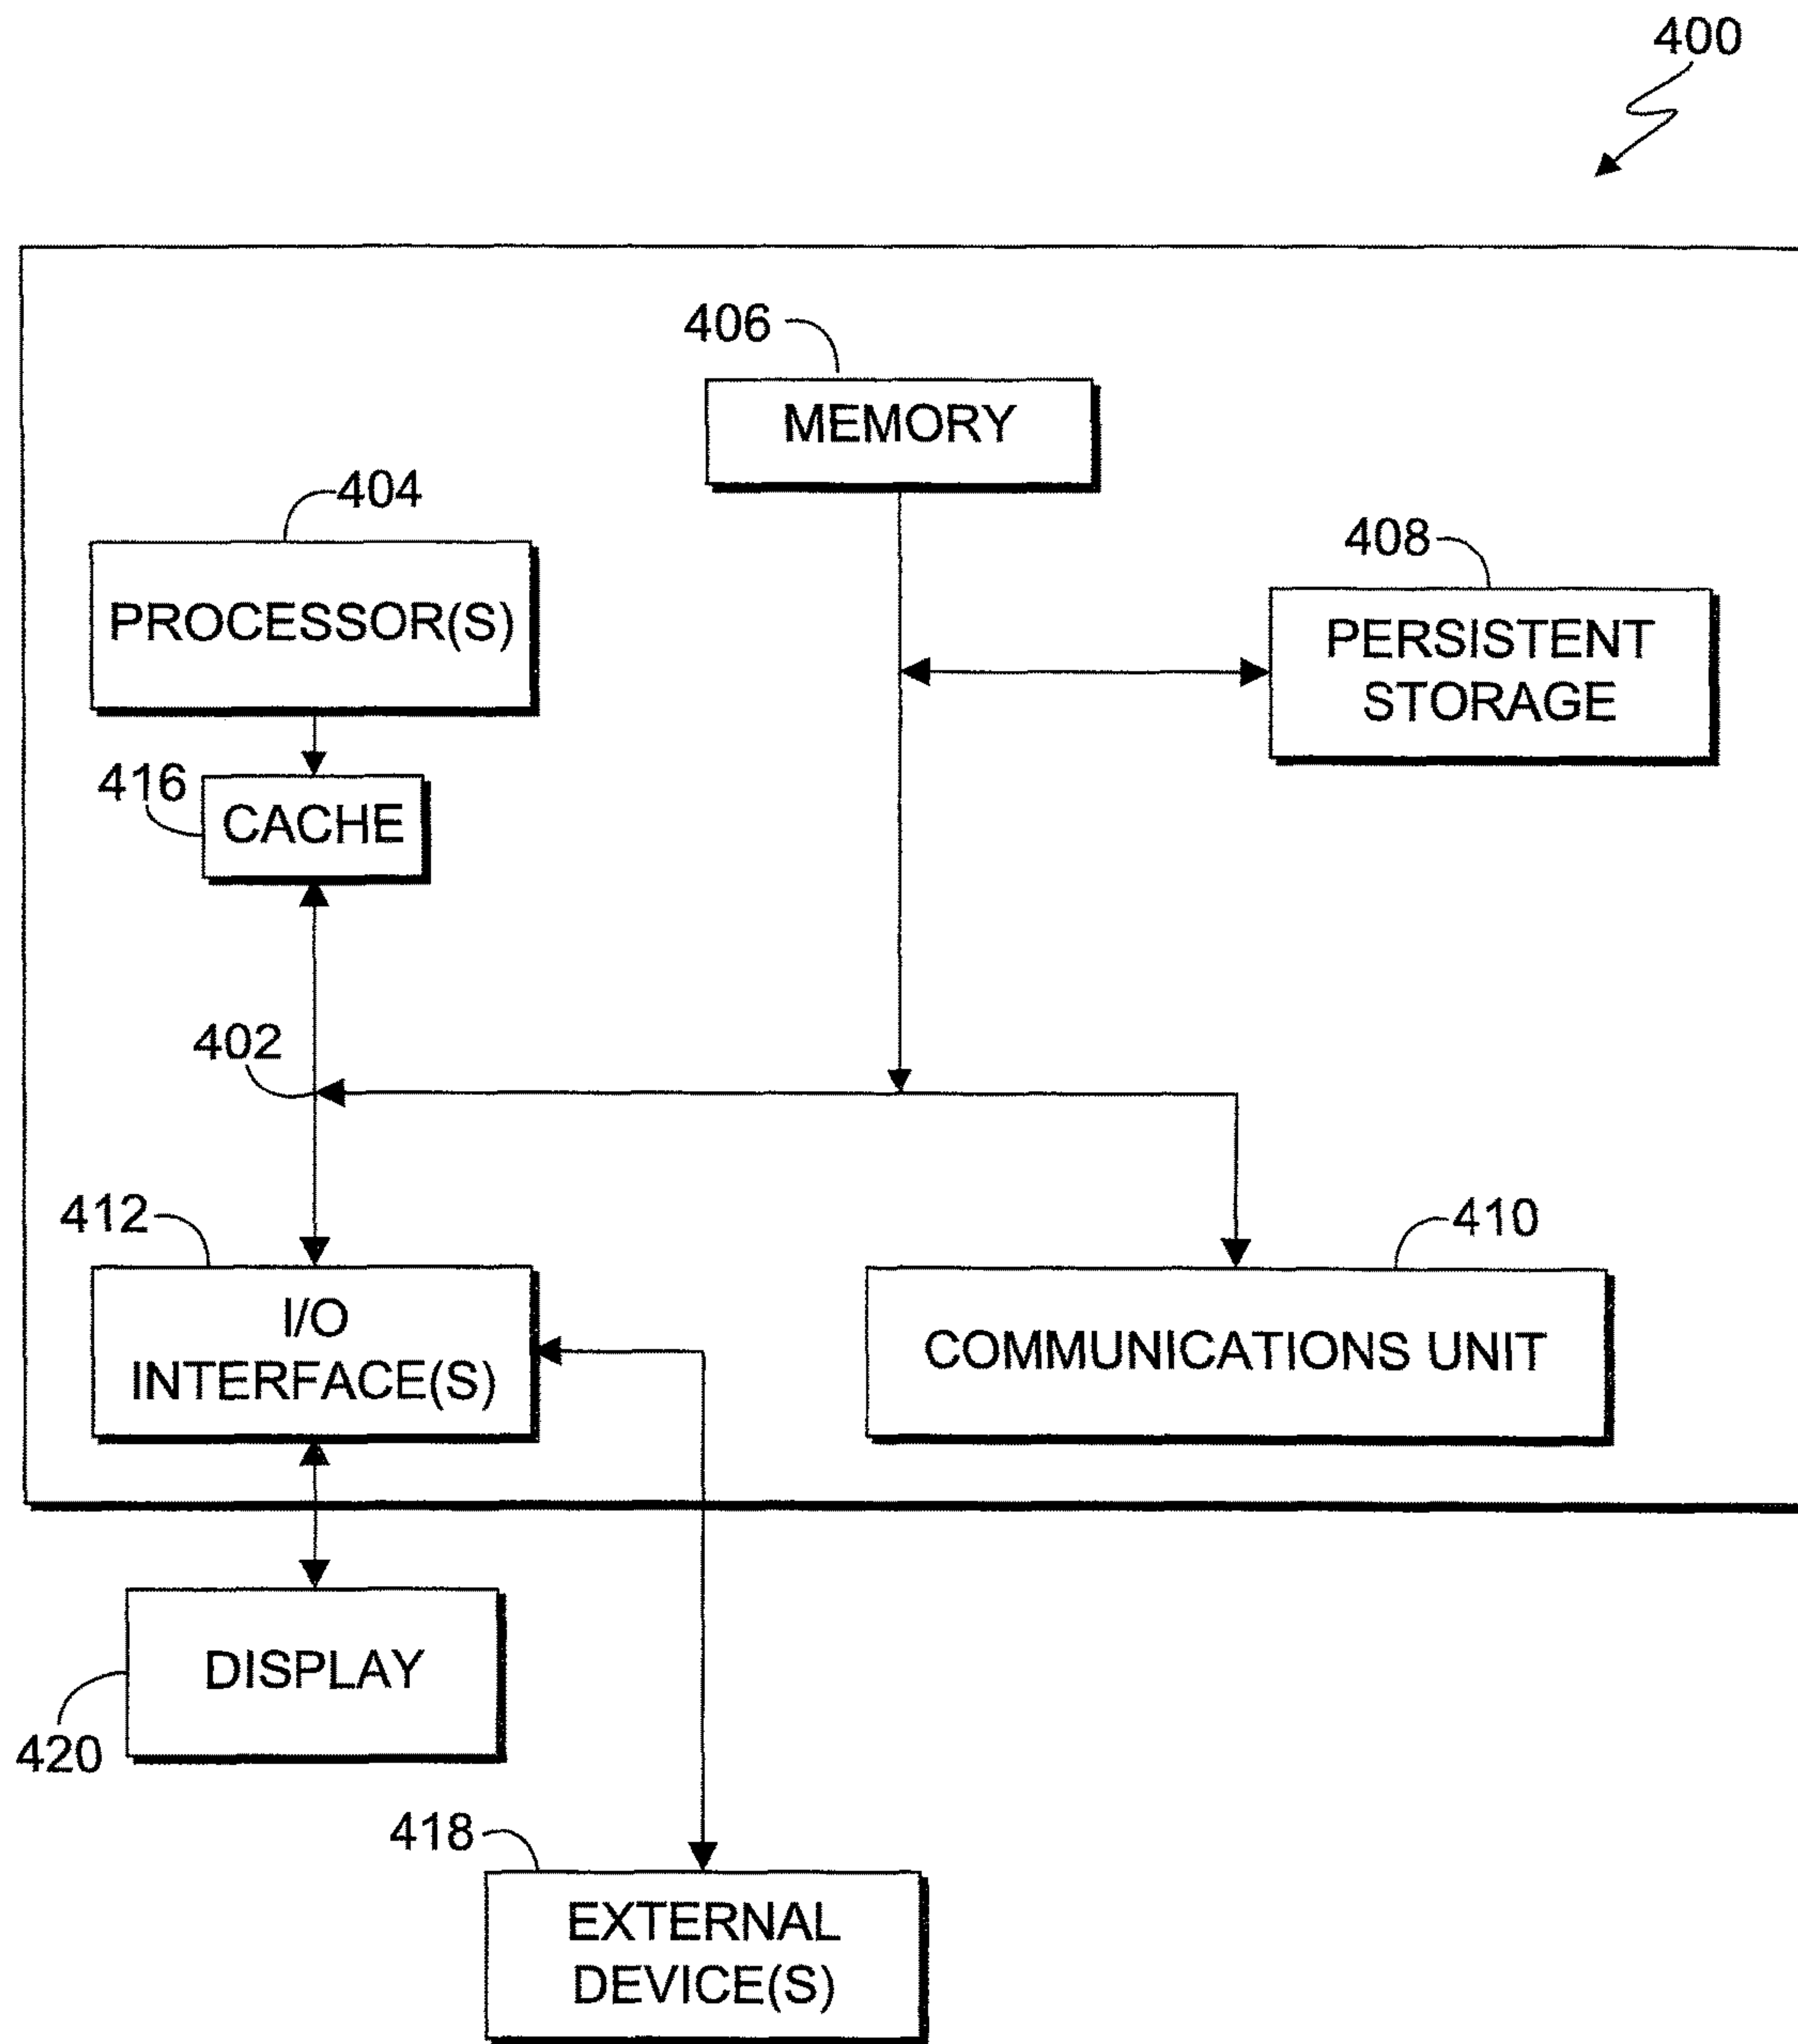 400
406
MEMORY
404
PROCESSOR(S)
408
PERSISTENT
STORAGE
416
CACHE
402
412
I/O
INTERFACE(S)
410
COMMUNICATIONS UNIT
DISPLAY
420
418
EXTERNAL
DEVICE(S)